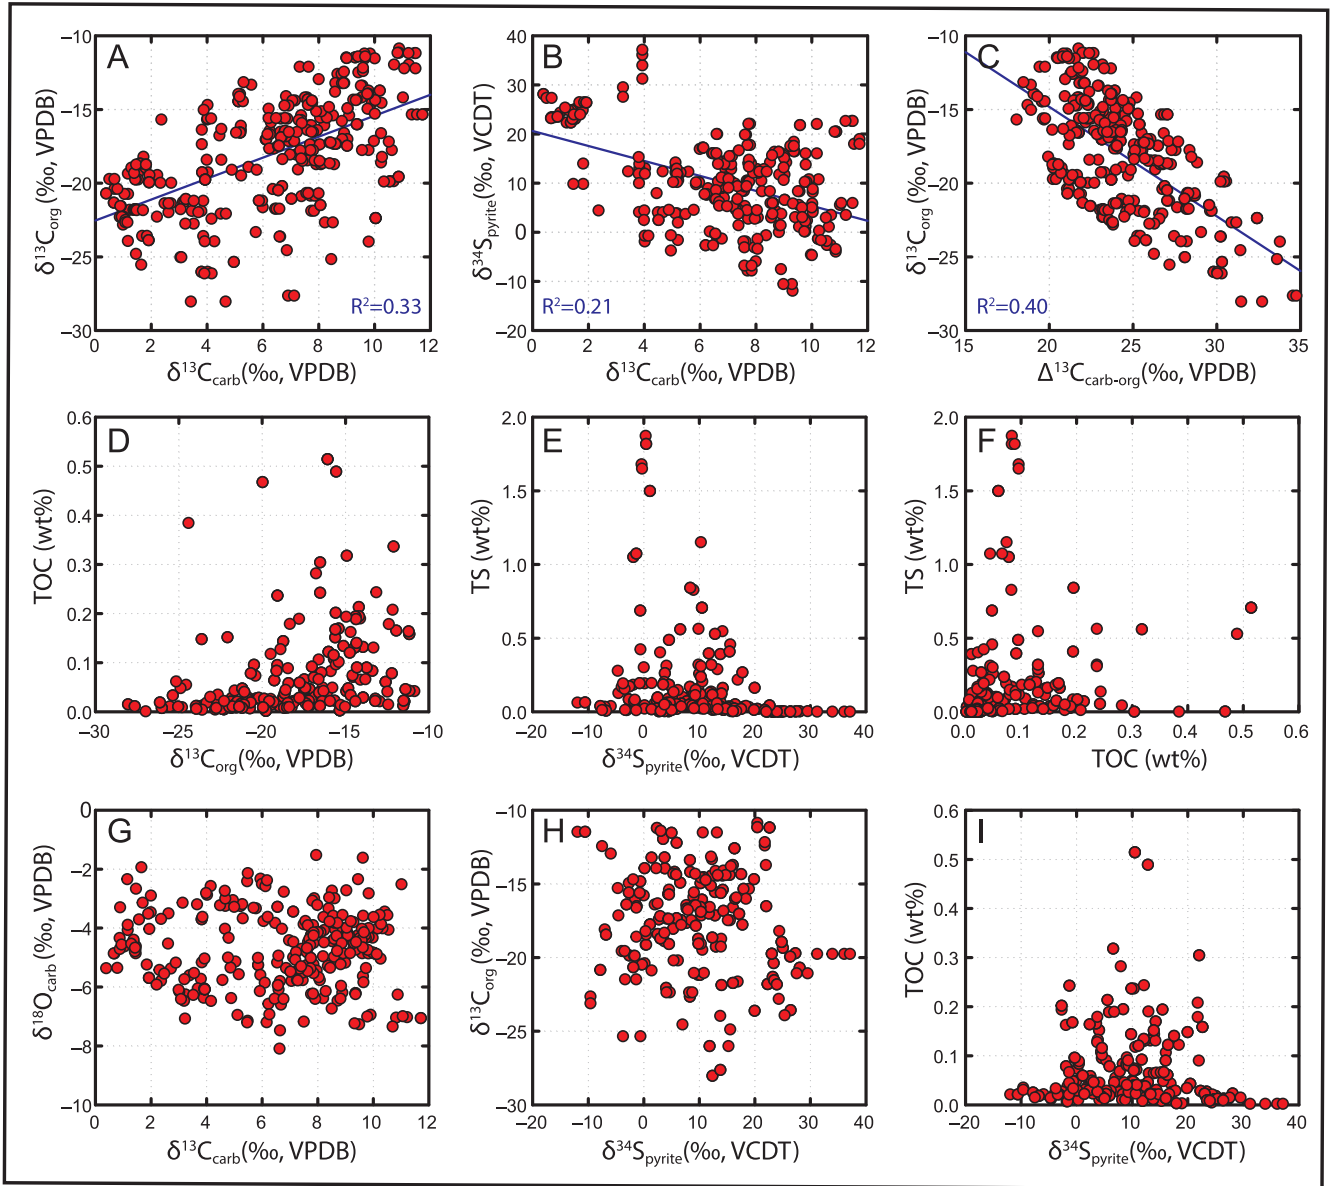 A
δ¹³Corg (‰, VPDB)
−10
−15
−20
−25
−30
0 2 4 6 8 10 12
R²=0.33
δ¹³Ccarb(‰, VPDB)
B
δ³⁴Spyrite(‰, VCDT)
40
30
20
10
0
−10
−20
0 2 4 6 8 10 12
R²=0.21
δ¹³Ccarb(‰, VPDB)
C
δ¹³Corg (‰, VPDB)
−10
−15
−20
−25
−30
15 20 25 30 35
R²=0.40
Δ¹³Ccarb-org(‰, VPDB)
D
TOC (wt%)
0.6
0.5
0.4
0.3
0.2
0.1
0.0
−30 −25 −20 −15 −10
δ¹³Corg(‰, VPDB)
E
TS (wt%)
2.0
1.5
1.0
0.5
0.0
−20 −10 0 10 20 30 40
δ³⁴Spyrite(‰, VCDT)
F
TS (wt%)
2.0
1.5
1.0
0.5
0.0
0.0 0.1 0.2 0.3 0.4 0.5 0.6
TOC (wt%)
G
δ¹⁸Ocarb (‰, VPDB)
0
−2
−4
−6
−8
−10
0 2 4 6 8 10 12
δ¹³Ccarb(‰, VPDB)
H
δ¹³Corg (‰, VPDB)
−10
−15
−20
−25
−30
−20 −10 0 10 20 30 40
δ³⁴Spyrite(‰, VCDT)
I
TOC (wt%)
0.6
0.5
0.4
0.3
0.2
0.1
0.0
−20 −10 0 10 20 30 40
δ³⁴Spyrite(‰, VCDT)